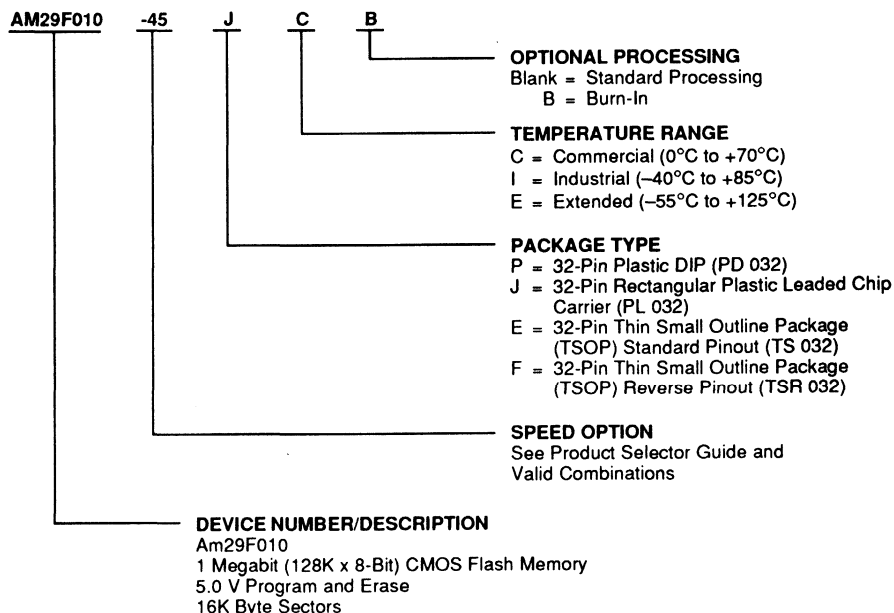 AM29F010 -45 J C B
OPTIONAL PROCESSING
Blank = Standard Processing
B = Burn-In
TEMPERATURE RANGE
C = Commercial (0°C to +70°C)
I = Industrial (–40°C to +85°C)
E = Extended (–55°C to +125°C)
PACKAGE TYPE
P = 32-Pin Plastic DIP (PD 032)
J = 32-Pin Rectangular Plastic Leaded Chip
Carrier (PL 032)
E = 32-Pin Thin Small Outline Package
(TSOP) Standard Pinout (TS 032)
F = 32-Pin Thin Small Outline Package
(TSOP) Reverse Pinout (TSR 032)
SPEED OPTION
See Product Selector Guide and
Valid Combinations
DEVICE NUMBER/DESCRIPTION
Am29F010
1 Megabit (128K x 8-Bit) CMOS Flash Memory
5.0 V Program and Erase
16K Byte Sectors